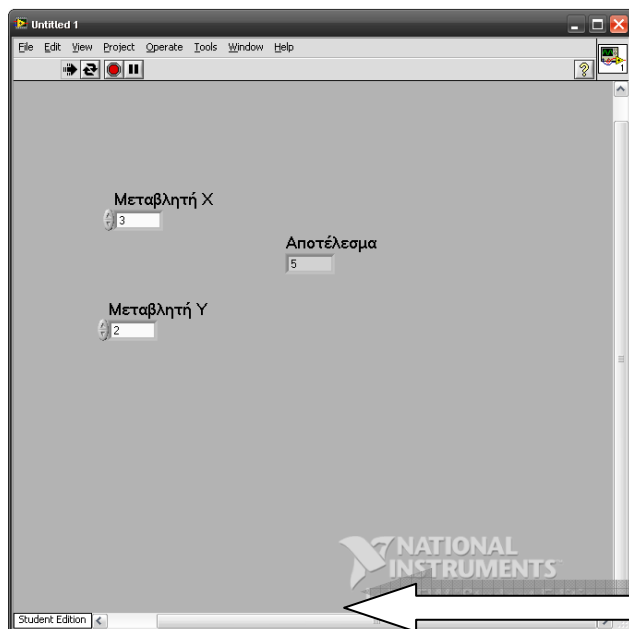 Untitled 1
File Edit View Project Operate Tools Window Help
?
1
Μεταβλητή X
3
Αποτέλεσμα
5
Μεταβλητή Y
2
NATIONAL
INSTRUMENTS
Student Edition